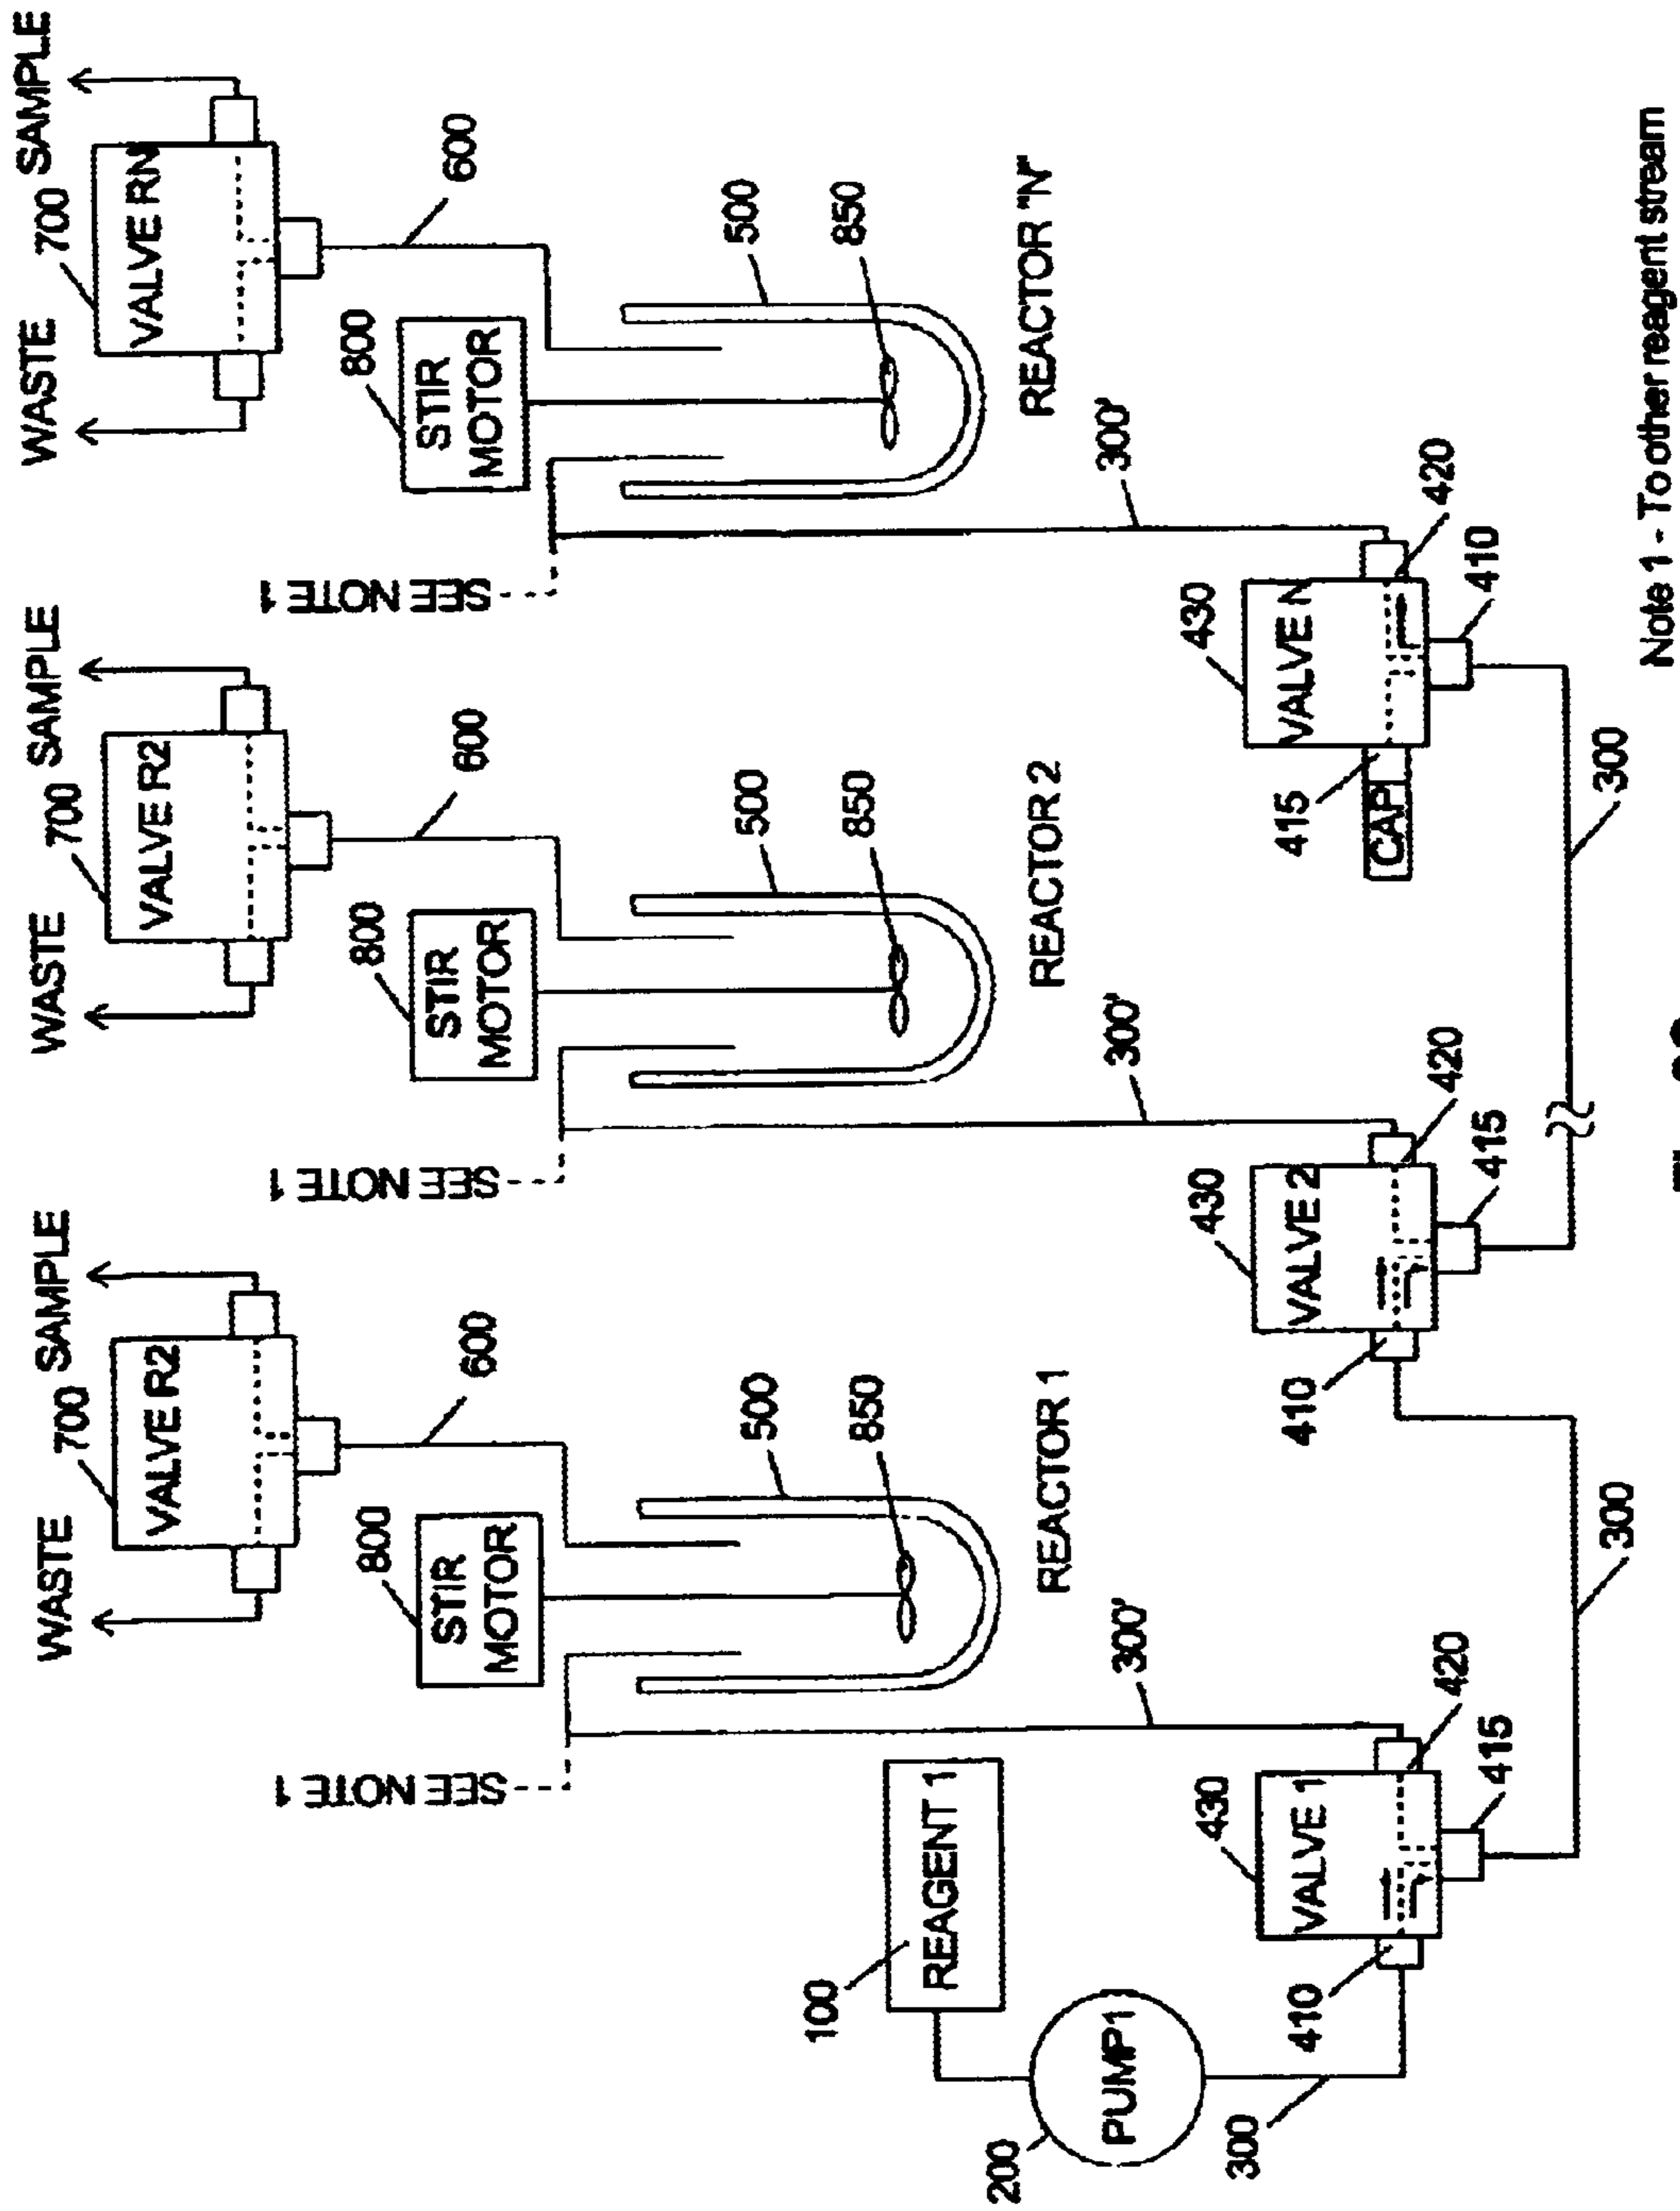 WASTE
SAMPLE
WASTE
SAMPLE
WASTE
SAMPLE
700
700
700
VALVE R2
VALVE R2
VALVE RN
800
800
800
STIR
MOTOR
STIR
MOTOR
STIR
MOTOR
600
600
600
SEE NOTE 1
SEE NOTE 1
SEE NOTE 1
500
500
500
850
850
850
REACTOR 1
REACTOR 2
REACTOR "N"
100
REAGENT 1
200
PUMP1
300
300'
300'
300'
430
430
430
VALVE 1
VALVE 2
VALVE N
410
420
415
410
420
415
415
CAP
420
410
300
300
Note 1 - To other reagent stream